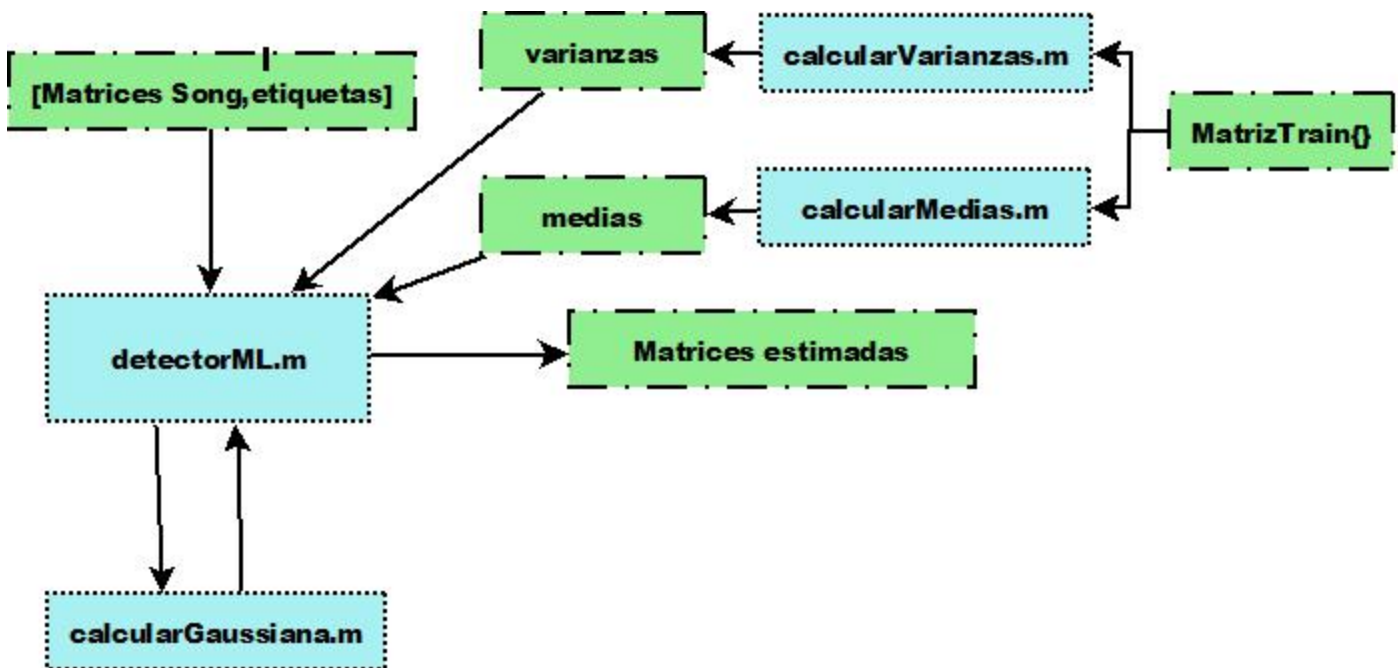 varianzas
calcularVarianzas.m
[Matrices Song,etiquetas]
MatrizTrain{}
medias
calcularMedias.m
detectorML.m
Matrices estimadas
calcularGaussiana.m